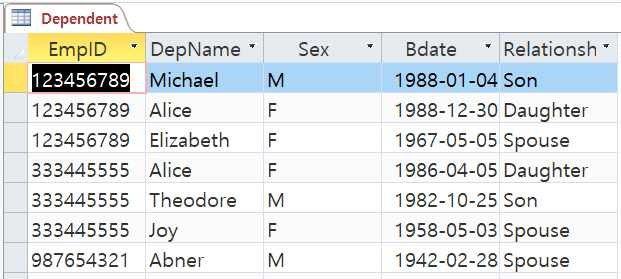 Dependent
EmpID DepName Sex Bdate Relationsh
123456789 Michael M 1988-01-04 Son
123456789 Alice F 1988-12-30 Daughter
123456789 Elizabeth F 1967-05-05 Spouse
333445555 Alice F 1986-04-05 Daughter
333445555 Theodore M 1982-10-25 Son
333445555 Joy F 1958-05-03 Spouse
987654321 Abner M 1942-02-28 Spouse